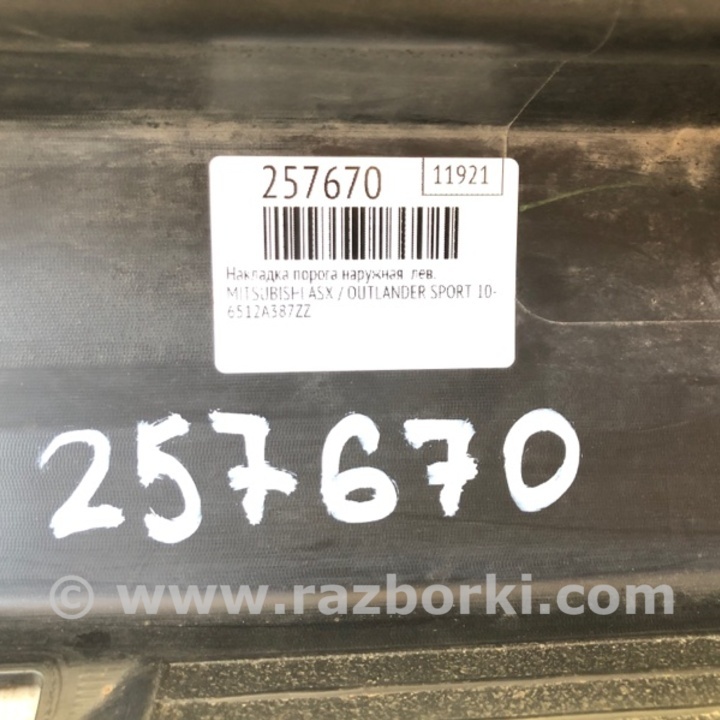 257670 11921
Накладка порога наружная лев.
MITSUBISHI ASX / OUTLANDER SPORT 10-
6512A387ZZ
257670
© www.razborki.com